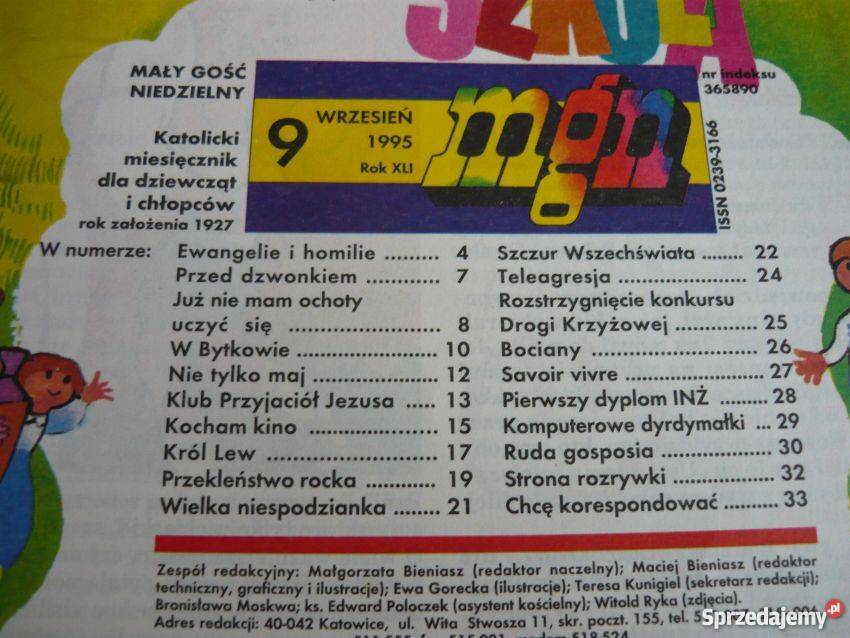 SZKOŁA
MAŁY GOŚĆ
NIEDZIELNY
Katolicki
miesięcznik
dla dziewcząt
i chłopców
rok założenia 1927
9
WRZESIEŃ
1995
Rok XLI
mgn
nr indeksu
365890
ISSN 0239-3166
W numerze:
Ewangelie i homilie ......... 4
Przed dzwonkiem ............ 7
Już nie mam ochoty
uczyć się ........................ 8
W Bytkowie ..................... 10
Nie tylko maj ................... 12
Klub Przyjaciół Jezusa ..... 13
Kocham kino ................... 15
Król Lew .......................... 17
Przekleństwo rocka .......... 19
Wielka niespodzianka ........ 21
Szczur Wszechświata ........ 22
Teleagresja ..................... 24
Rozstrzygnięcie konkursu
Drogi Krzyżowej .............. 25
Bociany .......................... 26
Savoir vivre ..................... 27
Pierwszy dyplom INŻ ......... 28
Komputerowe dyrdymałki .. 29
Ruda gosposia ................. 30
Strona rozrywki ............... 32
Chcę korespondować .......... 33
Zespół redakcyjny: Małgorzata Bieniasz (redaktor naczelny); Maciej Bieniasz (redaktor
techniczny, graficzny i ilustracje); Ewa Gorecka (ilustracje); Teresa Kunigiel (sekretarz redakcji);
Bronisława Moskwa; ks. Edward Poloczek (asystent kościelny); Witold Ryka (zdjęcia).
Adres redakcji: 40-042 Katowice, ul. Wita Stwosza 11, skr. poczt. 155, tel.
modem 518-524
Sprzedajemy.pl